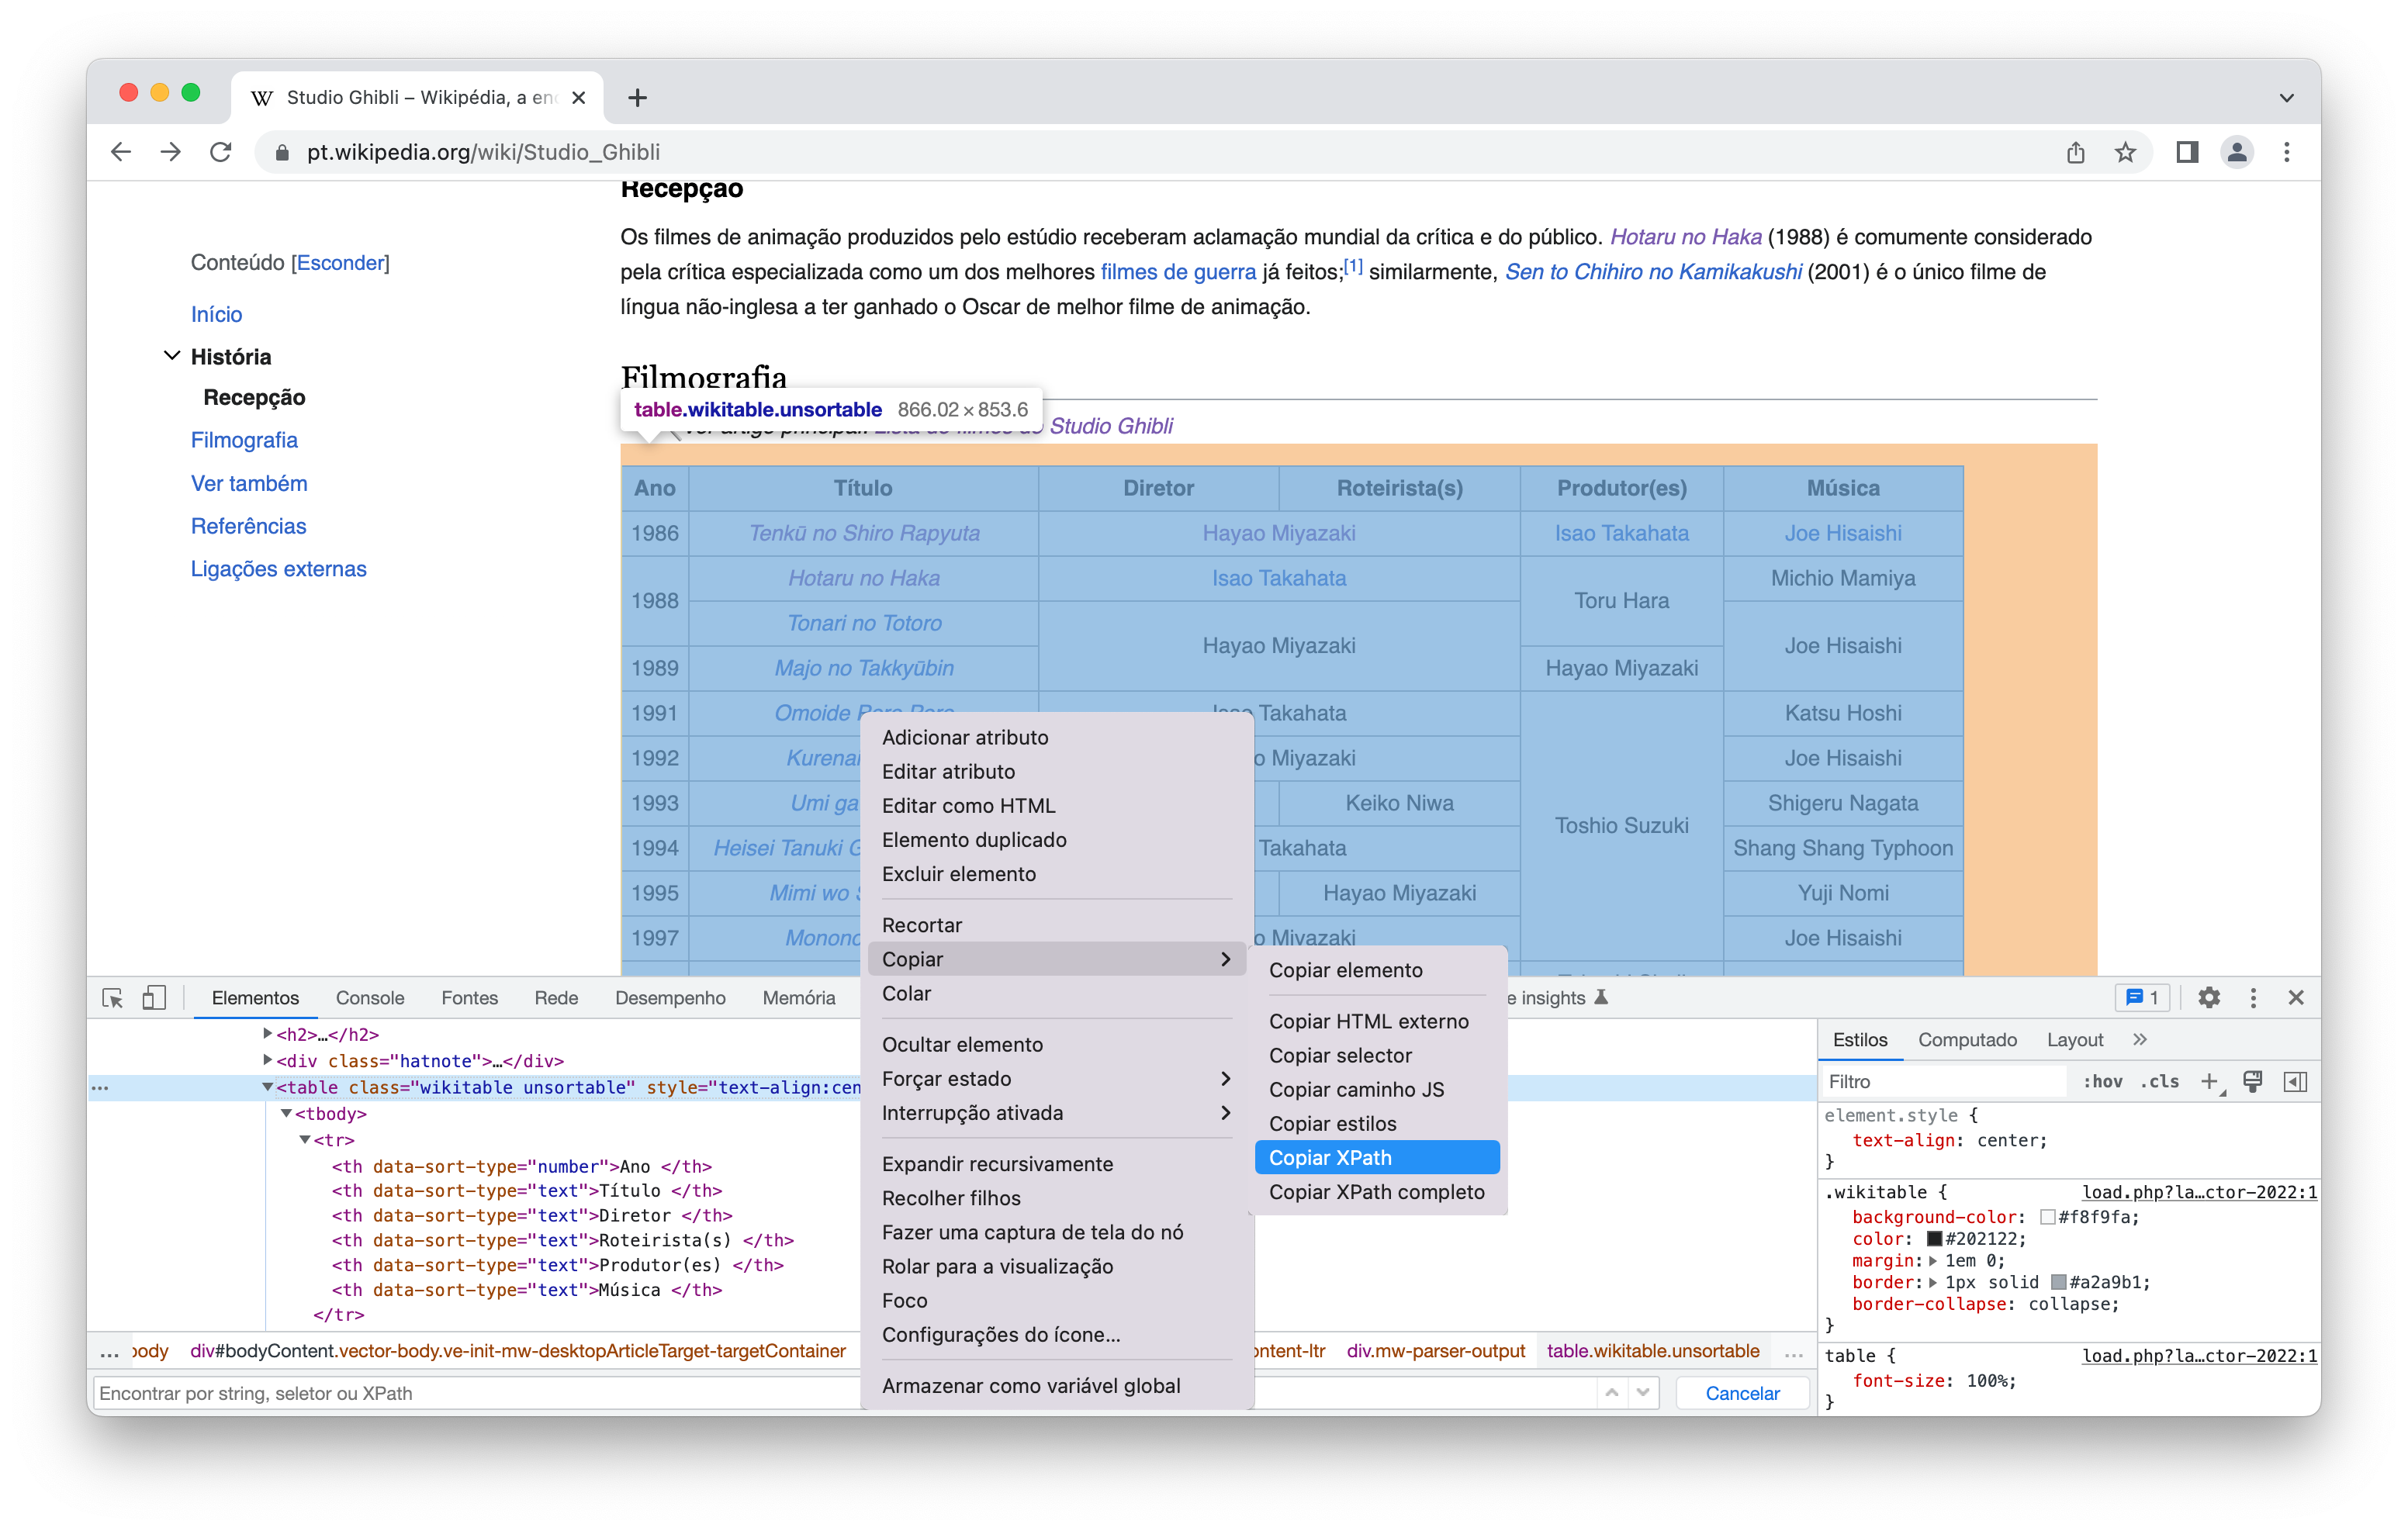 Studio Ghibli – Wikipédia, a enc
pt.wikipedia.org/wiki/Studio_Ghibli
Conteúdo [Esconder]
Início
História
Recepção
Filmografia
Ver também
Referências
Ligações externas
Recepção
Os filmes de animação produzidos pelo estúdio receberam aclamação mundial da crítica e do público. Hotaru no Haka (1988) é comumente considerado
pela crítica especializada como um dos melhores filmes de guerra já feitos;[1] similarmente, Sen to Chihiro no Kamikakushi (2001) é o único filme de
língua não-inglesa a ter ganhado o Oscar de melhor filme de animação.
Filmografia
table.wikitable.unsortable 866.02×853.6
Ver artigo principal: Lista de filmes do Studio Ghibli
Ano Título Diretor Roteirista(s) Produtor(es) Música
1986 Tenkū no Shiro Rapyuta Hayao Miyazaki Isao Takahata Joe Hisaishi
1988 Hotaru no Haka Isao Takahata Toru Hara Michio Mamiya
Tonari no Totoro Hayao Miyazaki Joe Hisaishi
1989 Majo no Takkyūbin Hayao Miyazaki
1991 Omoide Poro Poro Isao Takahata Toshio Suzuki Katsu Hoshi
1992 Kurenai o Miyazaki Joe Hisaishi
1993 Umi ga Keiko Niwa Shigeru Nagata
1994 Heisei Tanuki G Takahata Shang Shang Typhoon
1995 Mimi wo S Hayao Miyazaki Yuji Nomi
1997 Monono o Miyazaki Joe Hisaishi
Adicionar atributo
Editar atributo
Editar como HTML
Elemento duplicado
Excluir elemento
Recortar
Copiar
Colar
Ocultar elemento
Forçar estado
Interrupção ativada
Expandir recursivamente
Recolher filhos
Fazer uma captura de tela do nó
Rolar para a visualização
Foco
Configurações do ícone...
Armazenar como variável global
Copiar elemento
Copiar HTML externo
Copiar selector
Copiar caminho JS
Copiar estilos
Copiar XPath
Copiar XPath completo
Elementos Console Fontes Rede Desempenho Memória e insights 1
<h2>…</h2>
<div class="hatnote">…</div>
… <table class="wikitable unsortable" style="text-align:cen
<tbody>
<tr>
<th data-sort-type="number">Ano </th>
<th data-sort-type="text">Título </th>
<th data-sort-type="text">Diretor </th>
<th data-sort-type="text">Roteirista(s) </th>
<th data-sort-type="text">Produtor(es) </th>
<th data-sort-type="text">Música </th>
</tr>
… body div#bodyContent.vector-body.ve-init-mw-desktopArticleTarget-targetContainer ontent-ltr div.mw-parser-output table.wikitable.unsortable …
Encontrar por string, seletor ou XPath Cancelar
Estilos Computado Layout
Filtro :hov .cls
element.style {
text-align: center;
}
.wikitable { load.php?la…ctor-2022:1
background-color: #f8f9fa;
color: #202122;
margin: 1em 0;
border: 1px solid #a2a9b1;
border-collapse: collapse;
}
table { load.php?la…ctor-2022:1
font-size: 100%;
}